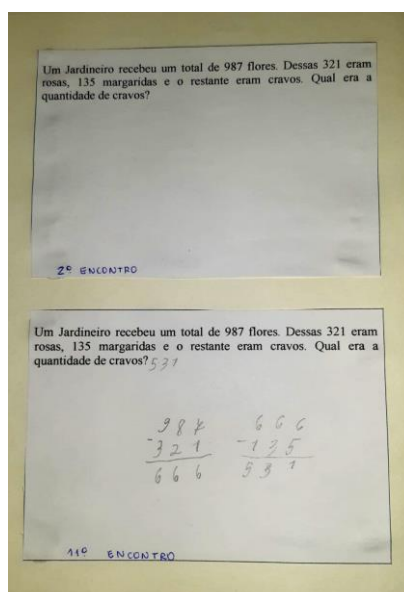 Um Jardineiro recebeu um total de 987 flores. Dessas 321 eram
rosas, 135 margaridas e o restante eram cravos. Qual era a
quantidade de cravos?
2º ENCONTRO
Um Jardineiro recebeu um total de 987 flores. Dessas 321 eram
rosas, 135 margaridas e o restante eram cravos. Qual era a
quantidade de cravos? 531
987 666
-321 -135
666 531
11º ENCONTRO